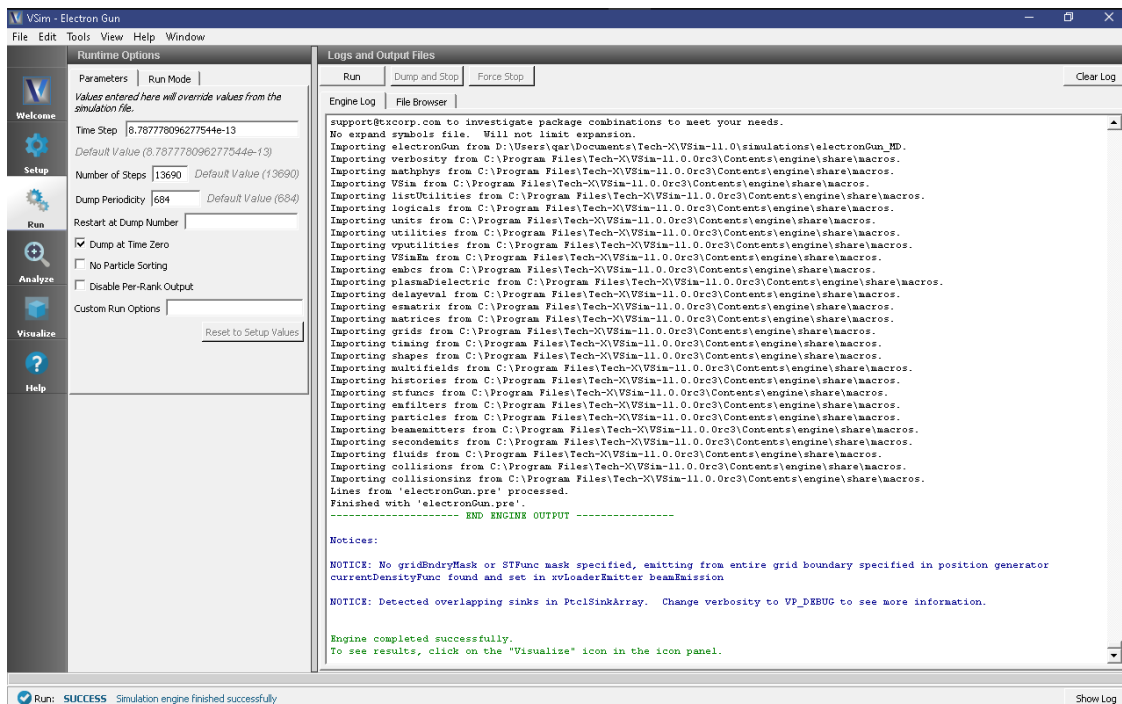 VSim - Electron Gun
File Edit Tools View Help Window
Runtime Options
Logs and Output Files
Welcome
Setup
Run
Analyze
Visualize
Help
Parameters
Run Mode
Values entered here will override values from the
simulation file.
Time Step 8.787778096277544e-13
Default Value (8.787778096277544e-13)
Number of Steps 13690 Default Value (13690)
Dump Periodicity 684 Default Value (684)
Restart at Dump Number
Dump at Time Zero
No Particle Sorting
Disable Per-Rank Output
Custom Run Options
Reset to Setup Values
Run Dump and Stop Force Stop Clear Log
Engine Log File Browser
support@txcorp.com to investigate package combinations to meet your needs.
No expand symbols file.  Will not limit expansion.
Importing electronGun from D:\Users\qar\Documents\Tech-X\VSim-11.0\simulations\electronGun_MD.
Importing verbosity from C:\Program Files\Tech-X\VSim-11.0.0rc3\Contents\engine\share\macros.
Importing mathphys from C:\Program Files\Tech-X\VSim-11.0.0rc3\Contents\engine\share\macros.
Importing VSim from C:\Program Files\Tech-X\VSim-11.0.0rc3\Contents\engine\share\macros.
Importing listUtilities from C:\Program Files\Tech-X\VSim-11.0.0rc3\Contents\engine\share\macros.
Importing logicals from C:\Program Files\Tech-X\VSim-11.0.0rc3\Contents\engine\share\macros.
Importing units from C:\Program Files\Tech-X\VSim-11.0.0rc3\Contents\engine\share\macros.
Importing utilities from C:\Program Files\Tech-X\VSim-11.0.0rc3\Contents\engine\share\macros.
Importing vputilities from C:\Program Files\Tech-X\VSim-11.0.0rc3\Contents\engine\share\macros.
Importing VSimEm from C:\Program Files\Tech-X\VSim-11.0.0rc3\Contents\engine\share\macros.
Importing embcs from C:\Program Files\Tech-X\VSim-11.0.0rc3\Contents\engine\share\macros.
Importing plasmaDielectric from C:\Program Files\Tech-X\VSim-11.0.0rc3\Contents\engine\share\macros.
Importing delayeval from C:\Program Files\Tech-X\VSim-11.0.0rc3\Contents\engine\share\macros.
Importing esmatrix from C:\Program Files\Tech-X\VSim-11.0.0rc3\Contents\engine\share\macros.
Importing matrices from C:\Program Files\Tech-X\VSim-11.0.0rc3\Contents\engine\share\macros.
Importing grids from C:\Program Files\Tech-X\VSim-11.0.0rc3\Contents\engine\share\macros.
Importing timing from C:\Program Files\Tech-X\VSim-11.0.0rc3\Contents\engine\share\macros.
Importing shapes from C:\Program Files\Tech-X\VSim-11.0.0rc3\Contents\engine\share\macros.
Importing multifields from C:\Program Files\Tech-X\VSim-11.0.0rc3\Contents\engine\share\macros.
Importing histories from C:\Program Files\Tech-X\VSim-11.0.0rc3\Contents\engine\share\macros.
Importing stfuncs from C:\Program Files\Tech-X\VSim-11.0.0rc3\Contents\engine\share\macros.
Importing emfilters from C:\Program Files\Tech-X\VSim-11.0.0rc3\Contents\engine\share\macros.
Importing particles from C:\Program Files\Tech-X\VSim-11.0.0rc3\Contents\engine\share\macros.
Importing beamemitters from C:\Program Files\Tech-X\VSim-11.0.0rc3\Contents\engine\share\macros.
Importing secondemits from C:\Program Files\Tech-X\VSim-11.0.0rc3\Contents\engine\share\macros.
Importing fluids from C:\Program Files\Tech-X\VSim-11.0.0rc3\Contents\engine\share\macros.
Importing collisions from C:\Program Files\Tech-X\VSim-11.0.0rc3\Contents\engine\share\macros.
Importing collisionsinz from C:\Program Files\Tech-X\VSim-11.0.0rc3\Contents\engine\share\macros.
Lines from 'electronGun.pre' processed.
Finished with 'electronGun.pre'.
--------------------- END ENGINE OUTPUT ----------------
Notices:
NOTICE: No gridBndryMask or STFunc mask specified, emitting from entire grid boundary specified in position generator
currentDensityFunc found and set in xvLoaderEmitter beamEmission
NOTICE: Detected overlapping sinks in PtclSinkArray.  Change verbosity to VP_DEBUG to see more information.
Engine completed successfully.
To see results, click on the "Visualize" icon in the icon panel.
Run: SUCCESS Simulation engine finished successfully
Show Log